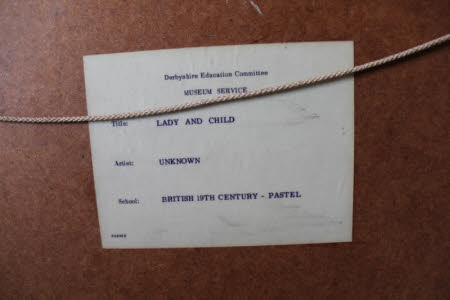 Derbyshire Education Committee
MUSEUM SERVICE
Title: LADY AND CHILD
Artist: UNKNOWN
School: BRITISH 19TH CENTURY - PASTEL